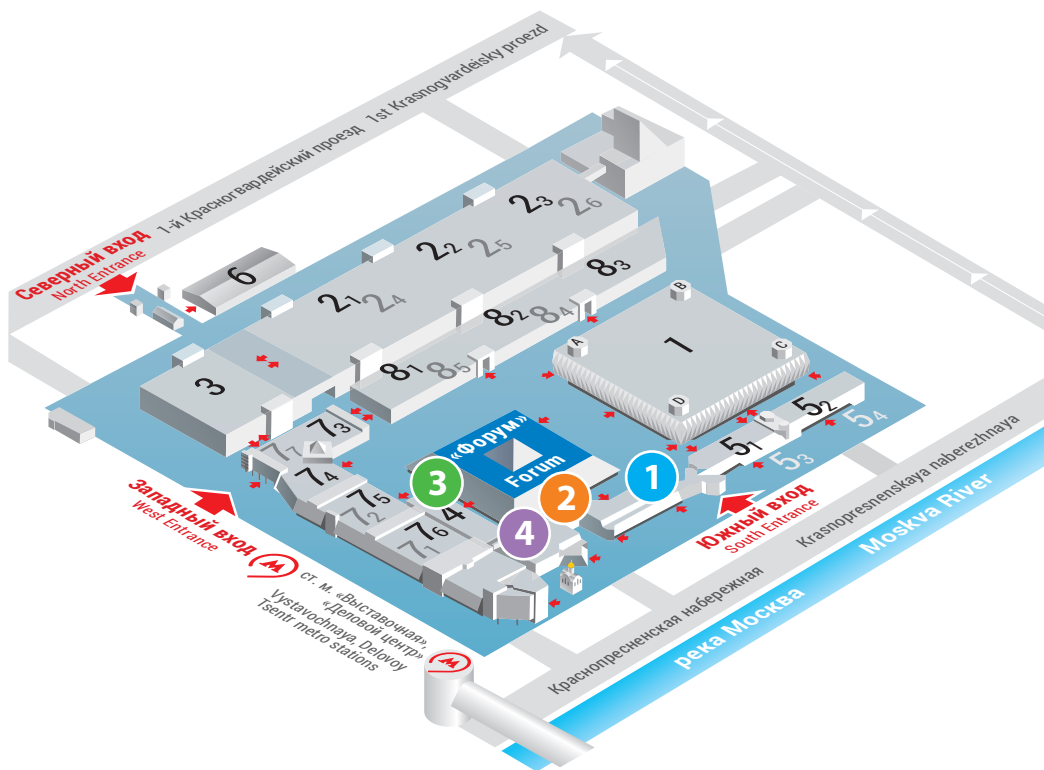 1-й Красногвардейский проезд 1st Krasnogvardeisky proezd
Северный вход
North Entrance
6
2₃ 2₆
2₂ 2₅
2₁ 2₄
3
8₃
8₂ 8₄
8₁ 8₅
1
A
B
C
D
5₂ 5₄
5₁ 5₃
7₃
7₇
7₄
7₅
7₂
7₆
7₁
4
«Форум»
Forum
1
2
3
4
Западный вход
West Entrance
Южный вход
South Entrance
ст. м. «Выставочная»,
«Деловой центр»
Vystavochnaya, Delovoy
Tsentr metro stations
Краснопресненская набережная Krasnopresnenskaya naberezhnaya
река Москва Moskva River